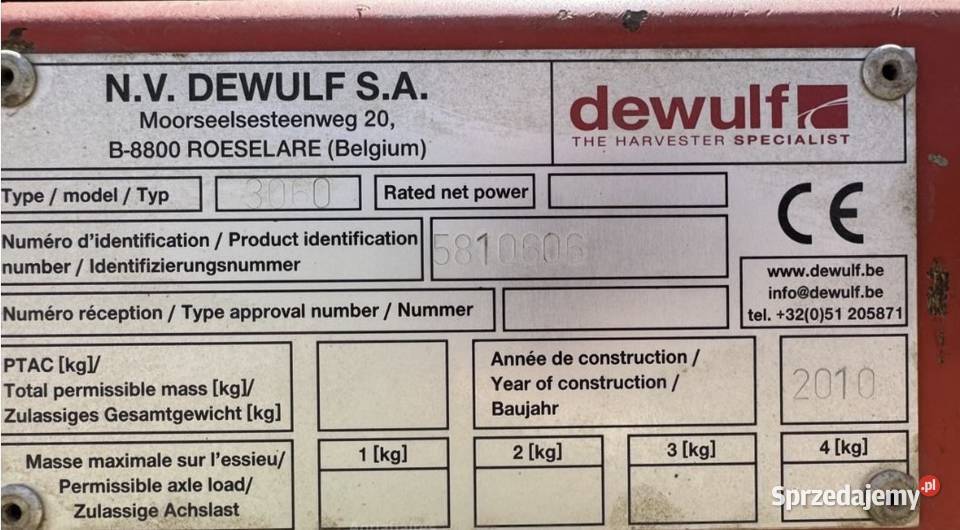 N.V. DEWULF S.A.
Moorseelsesteenweg 20,
B-8800 ROESELARE (Belgium)
dewulf
THE HARVESTER SPECIALIST
Type / model / Typ
3060
Rated net power
Numéro d'identification / Product identification
number / Identifizierungsnummer
5810606
www.dewulf.be
info@dewulf.be
tel. +32(0)51 205871
Numéro réception / Type approval number / Nummer
PTAC [kg]/
Total permissible mass [kg]/
Zulassiges Gesamtgewicht [kg]
Année de construction /
Year of construction /
Baujahr
2010
Masse maximale sur l'essieu/
Permissible axle load/
Zulassige Achslast
1 [kg]
2 [kg]
3 [kg]
4 [kg]
Sprzedajemy.pl